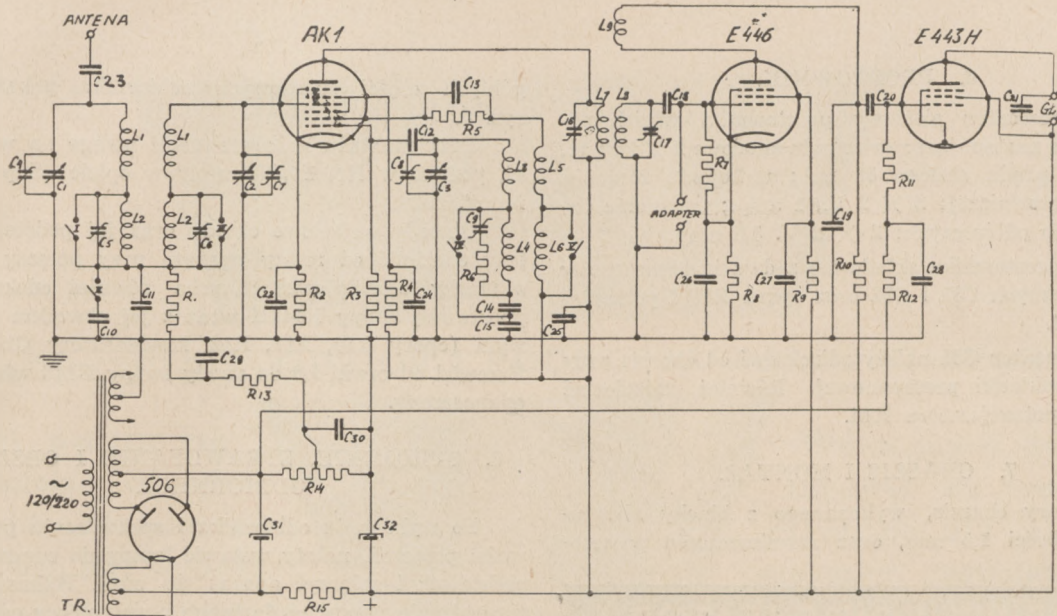 ANTENA
C23
AK1
L9
E446
E443H
C13
R5
C12
L7
L8
C18
C20
C21
GŁ.
L1
L1
C16
C17
C4
C1
C2
C7
C8
C3
L3
L5
R7
R11
L2
C5
L2
C6
ADAPTER
C9
R6
L4
L6
C19
C10
C11
R.
C22
R2
R3
R4
C24
C14
C15
C25
C26
R8
C27
R9
R10
R12
C28
C29
R13
C30
R14
~
120/220
506
C31
C32
TR.
R15
+